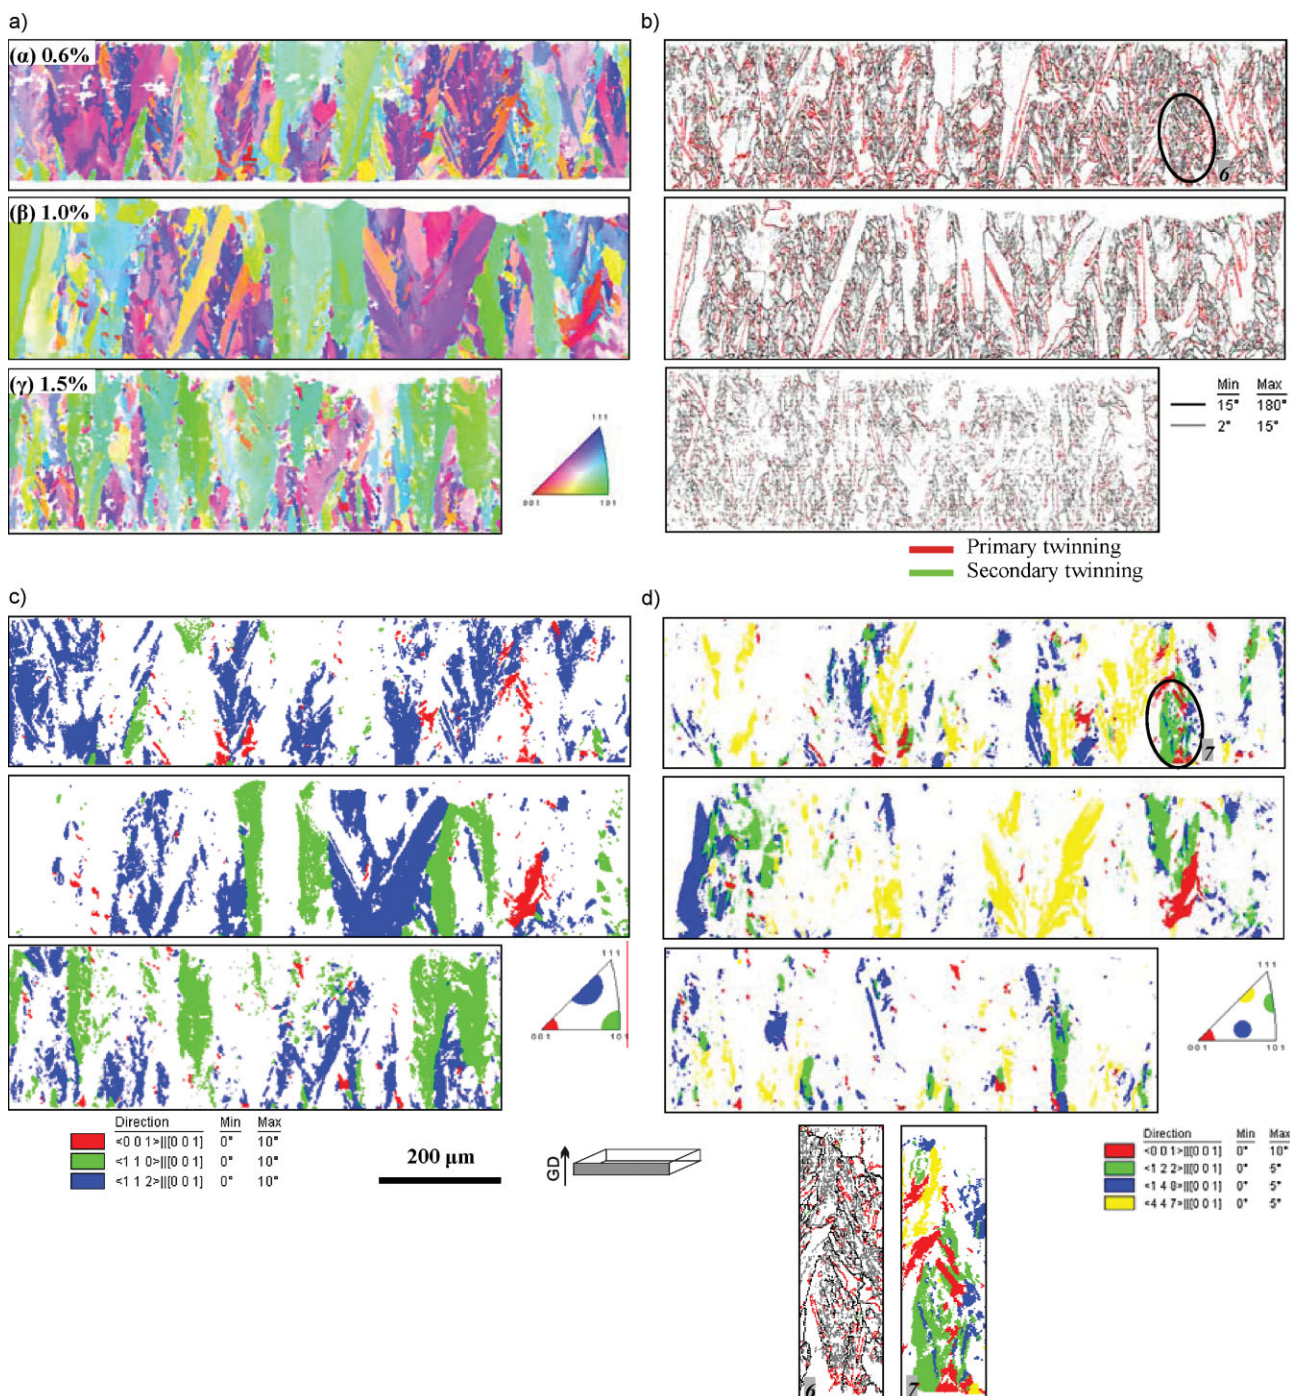 a)
b)
(α) 0.6%
6
(β) 1.0%
(γ) 1.5%
111
001
101
Min Max
15° 180°
2° 15°
Primary twinning
Secondary twinning
c)
d)
7
111
001
101
111
001
101
Direction Min Max
<0 0 1>||[0 0 1] 0° 10°
<1 1 0>||[0 0 1] 0° 10°
<1 1 2>||[0 0 1] 0° 10°
200 µm
GD
Direction Min Max
<0 0 1>||[0 0 1] 0° 10°
<1 2 2>||[0 0 1] 0° 5°
<1 4 0>||[0 0 1] 0° 5°
<4 4 7>||[0 0 1] 0° 5°
6
7